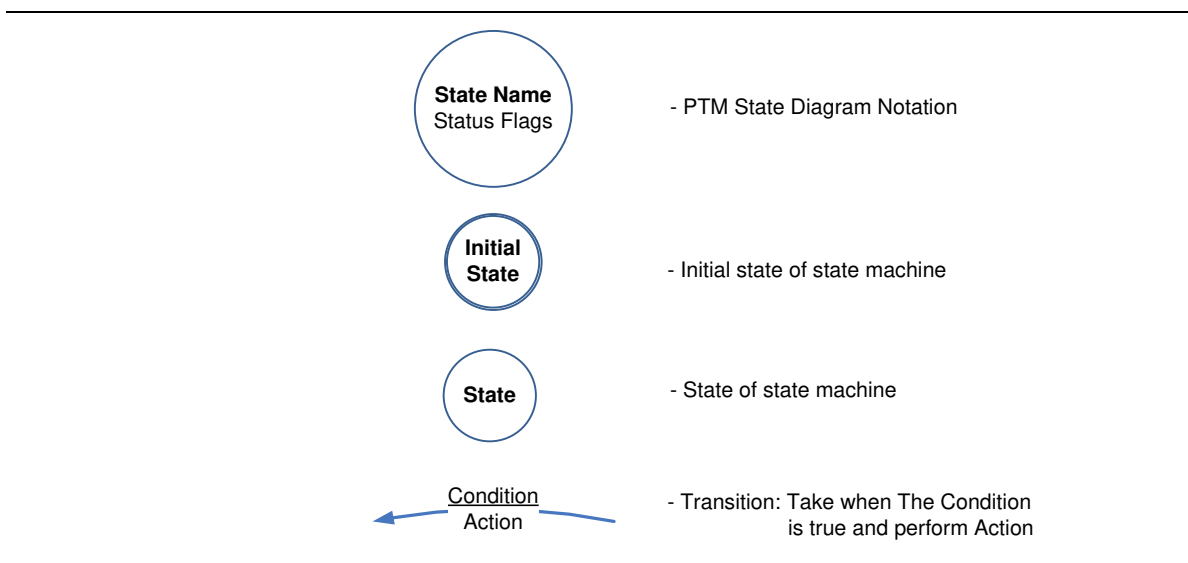 State Name
Status Flags
- PTM State Diagram Notation
Initial
State
- Initial state of state machine
State
- State of state machine
Condition
Action
- Transition: Take when The Condition
is true and perform Action